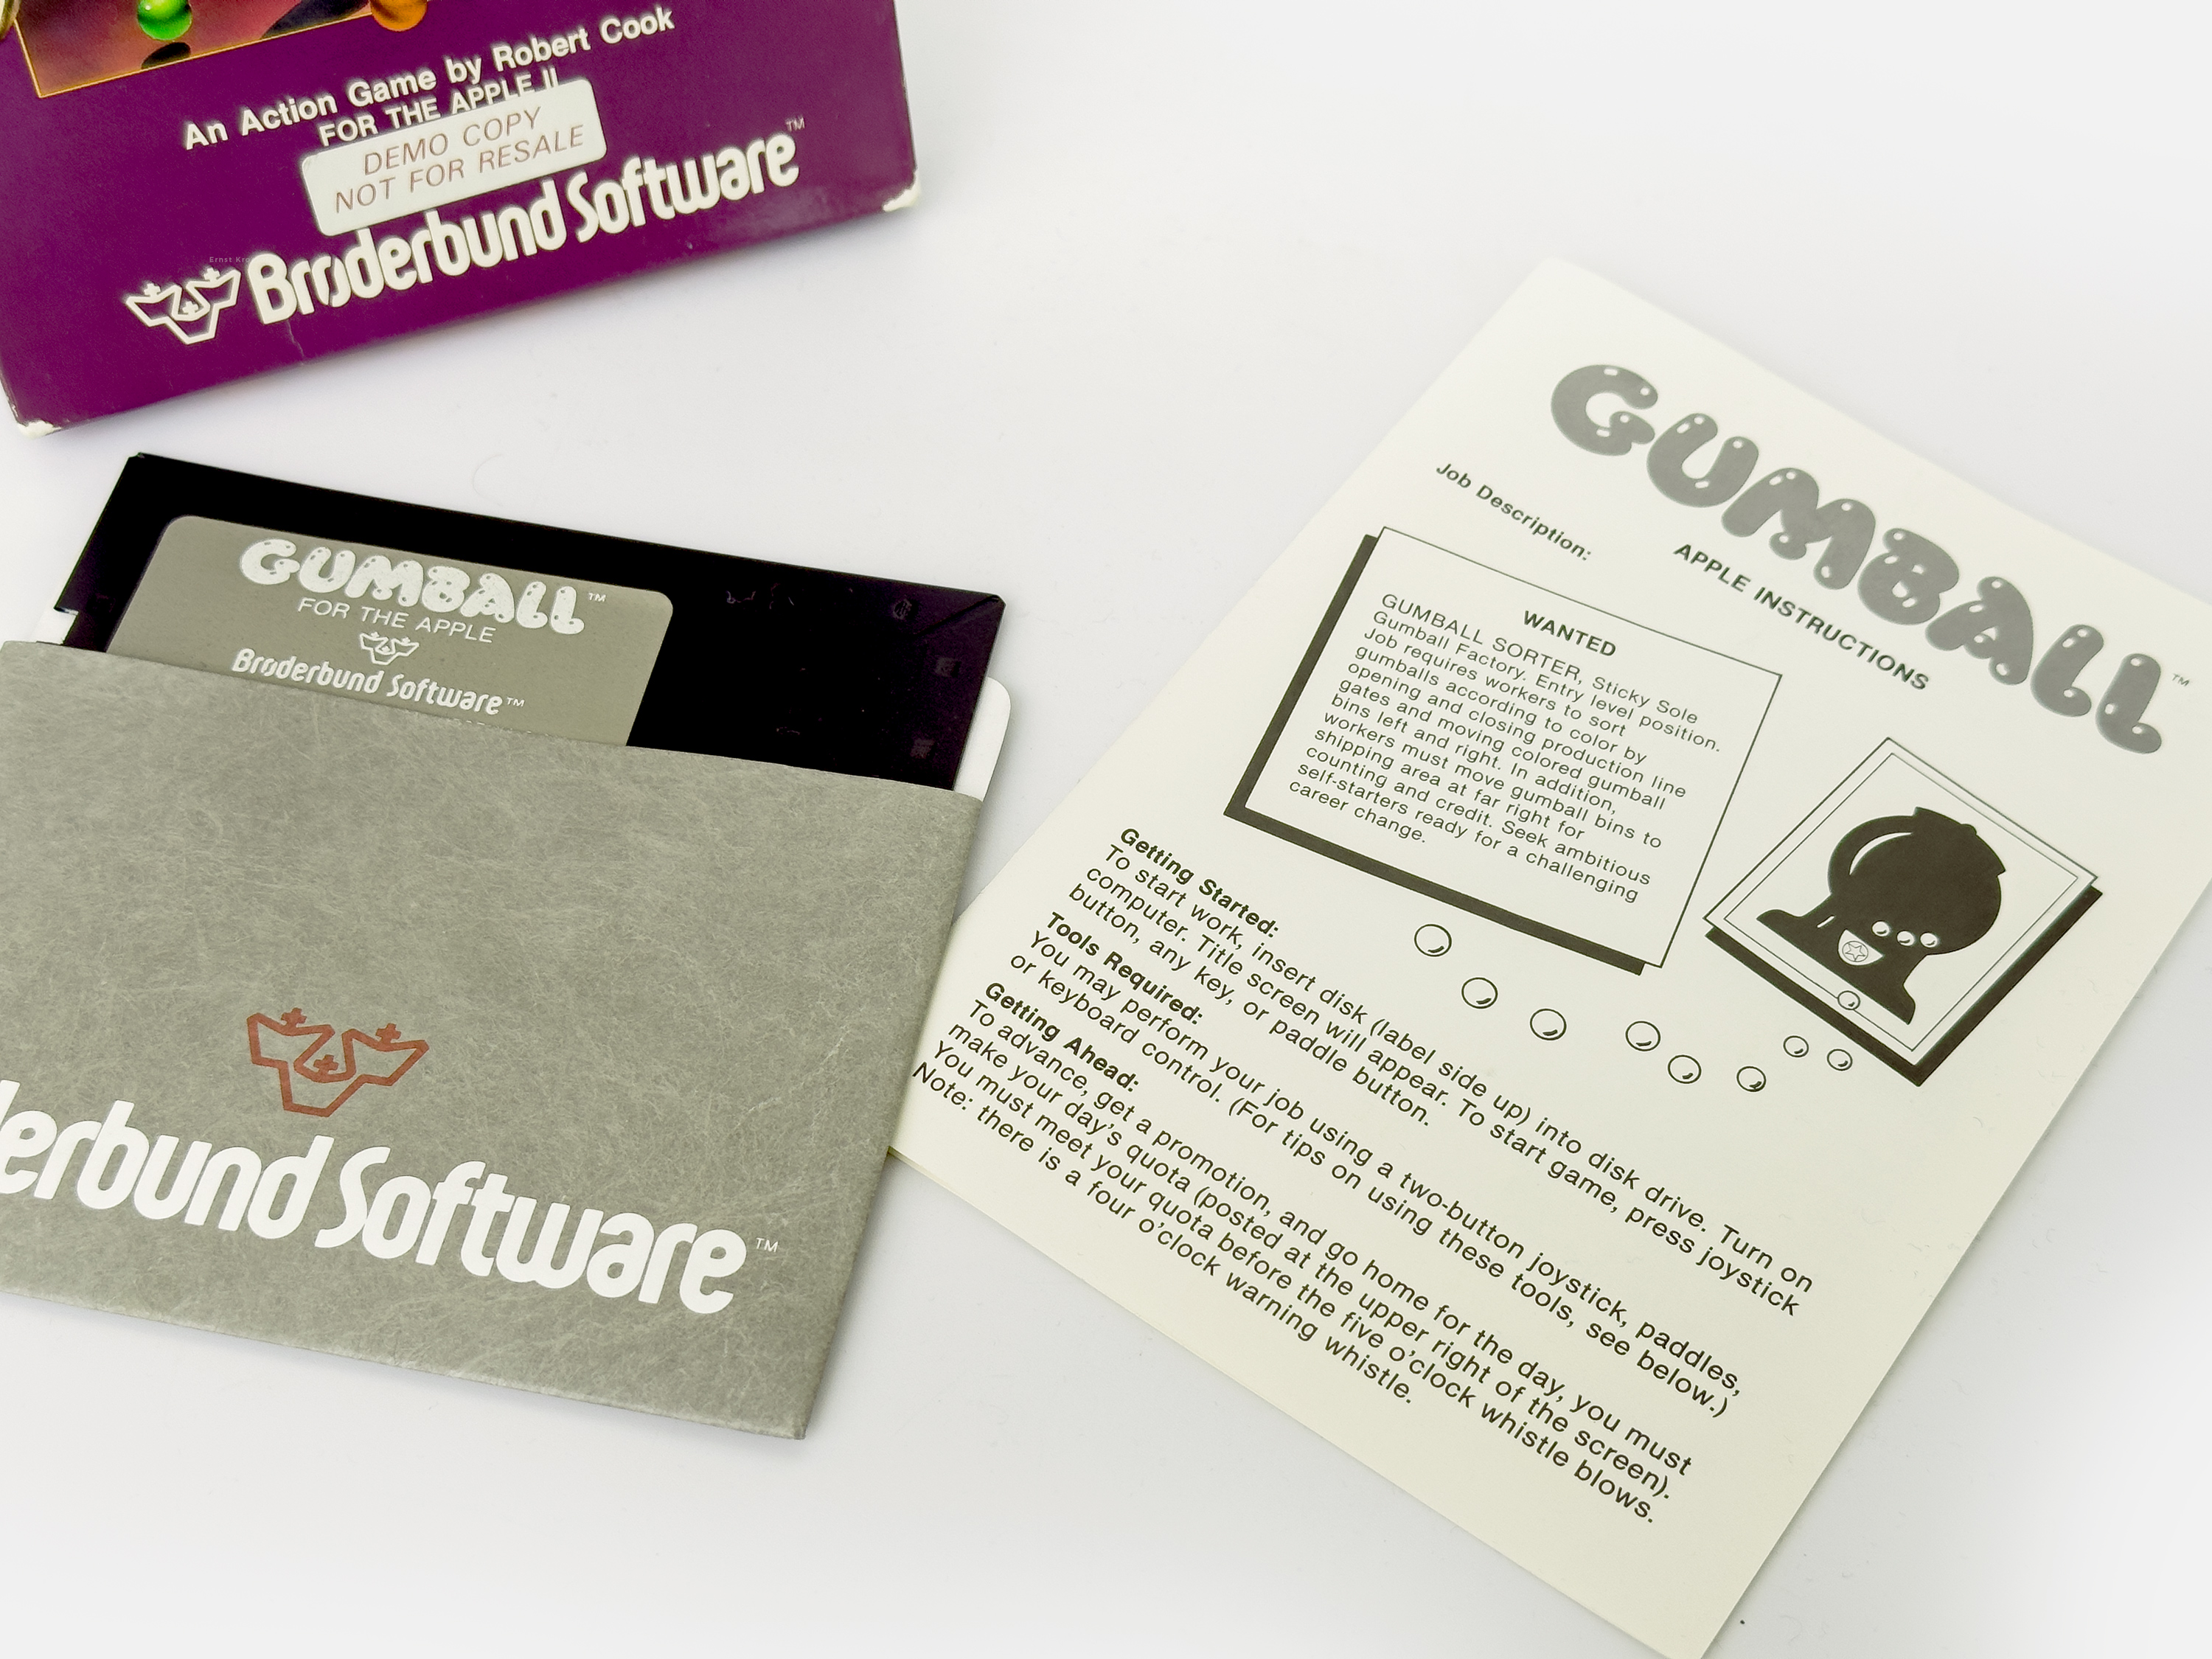 An Action Game by Robert Cook
FOR THE APPLE II
DEMO COPY
NOT FOR RESALE
Brøderbund Software™
GUMBALL™
FOR THE APPLE
Brøderbund Software™
derbund Software™
GUMBALL™
APPLE INSTRUCTIONS
Job Description:
WANTED
GUMBALL SORTER, Sticky Sole
Gumball Factory. Entry level position.
Job requires workers to sort
gumballs according to color by
opening and closing production line
gates and moving colored gumball
bins left and right. In addition,
workers must move gumball bins to
shipping area at far right for
counting and credit. Seek ambitious
self-starters ready for a challenging
career change.
Getting Started:
To start work, insert disk (label side up) into disk drive. Turn on
computer. Title screen will appear. To start game, press joystick
button, any key, or paddle button.
Tools Required:
You may perform your job using a two-button joystick, paddles,
or keyboard control. (For tips on using these tools, see below.)
Getting Ahead:
To advance, get a promotion, and go home for the day, you must
make your day's quota (posted at the upper right of the screen).
You must meet your quota before the five o'clock whistle blows.
Note: there is a four o'clock warning whistle.